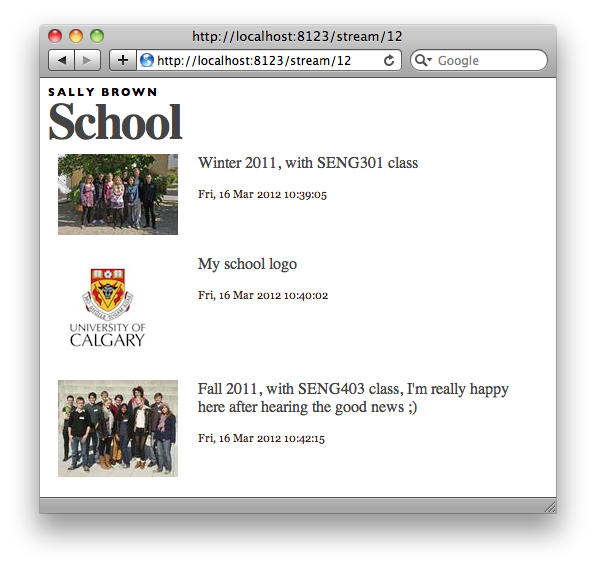 http://localhost:8123/stream/12
http://localhost:8123/stream/12
Google
SALLY BROWN
School
Winter 2011, with SENG301 class
Fri, 16 Mar 2012 10:39:05
My school logo
Fri, 16 Mar 2012 10:40:02
UNIVERSITY OF
CALGARY
Fall 2011, with SENG403 class, I'm really happy
here after hearing the good news ;)
Fri, 16 Mar 2012 10:42:15